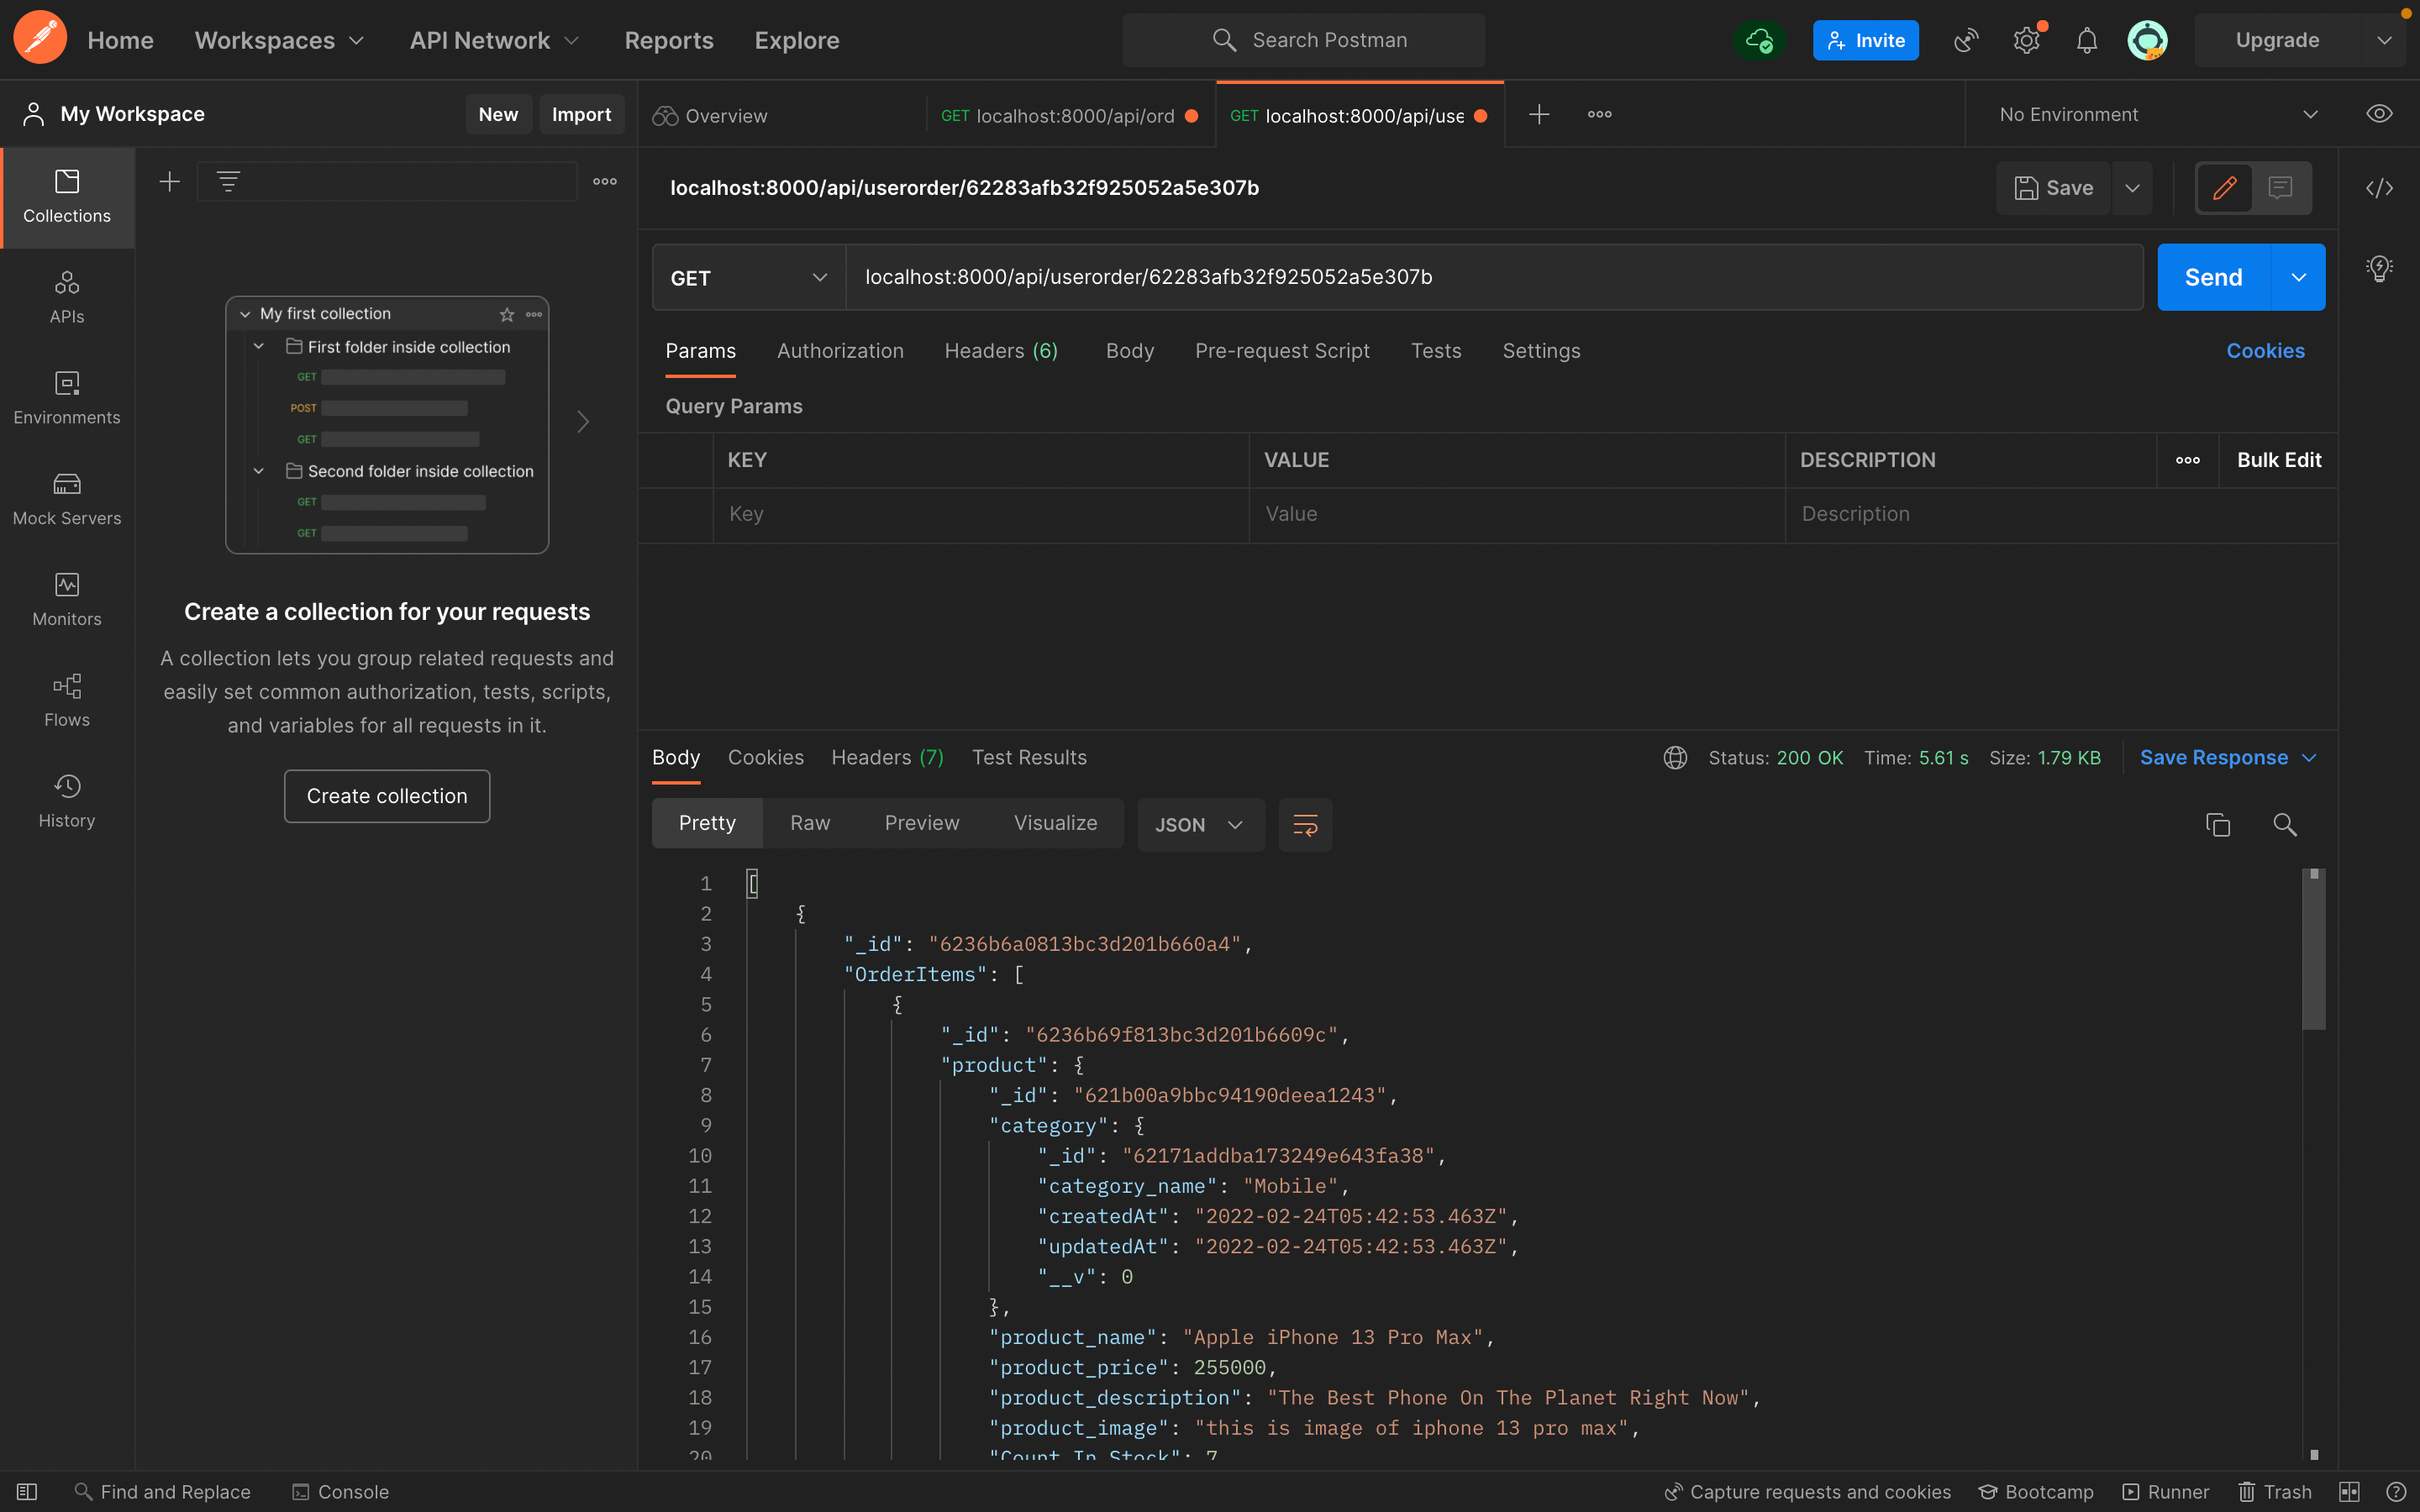 Home Workspaces API Network Reports Explore Search Postman Invite Upgrade
My Workspace New Import Overview GET localhost:8000/api/ord GET localhost:8000/api/use No Environment
Collections
APIs
Environments
Mock Servers
Monitors
Flows
History
My first collection
First folder inside collection
GET
POST
GET
Second folder inside collection
GET
GET
Create a collection for your requests
A collection lets you group related requests and
easily set common authorization, tests, scripts,
and variables for all requests in it.
Create collection
localhost:8000/api/userorder/62283afb32f925052a5e307b Save
GET localhost:8000/api/userorder/62283afb32f925052a5e307b Send
Params Authorization Headers (6) Body Pre-request Script Tests Settings Cookies
Query Params
KEY VALUE DESCRIPTION Bulk Edit
Key Value Description
Body Cookies Headers (7) Test Results Status: 200 OK Time: 5.61 s Size: 1.79 KB Save Response
Pretty Raw Preview Visualize JSON
1 [
2 {
3 "_id": "6236b6a0813bc3d201b660a4",
4 "OrderItems": [
5 {
6 "_id": "6236b69f813bc3d201b6609c",
7 "product": {
8 "_id": "621b00a9bbc94190deea1243",
9 "category": {
10 "_id": "62171addba173249e643fa38",
11 "category_name": "Mobile",
12 "createdAt": "2022-02-24T05:42:53.463Z",
13 "updatedAt": "2022-02-24T05:42:53.463Z",
14 "__v": 0
15 },
16 "product_name": "Apple iPhone 13 Pro Max",
17 "product_price": 255000,
18 "product_description": "The Best Phone On The Planet Right Now",
19 "product_image": "this is image of iphone 13 pro max",
20 "Count_In_Stock": 7
Find and Replace Console Capture requests and cookies Bootcamp Runner Trash